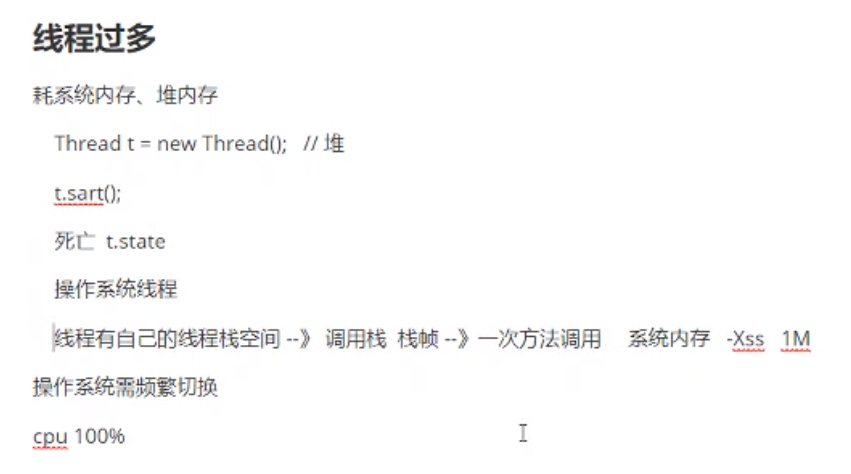 线程过多
耗系统内存、堆内存
Thread t = new Thread(); // 堆
t.sart();
死亡 t.state
操作系统线程
线程有自己的线程栈空间 --》 调用栈 栈帧 --》一次方法调用 系统内存 -Xss 1M
操作系统需频繁切换
cpu 100%